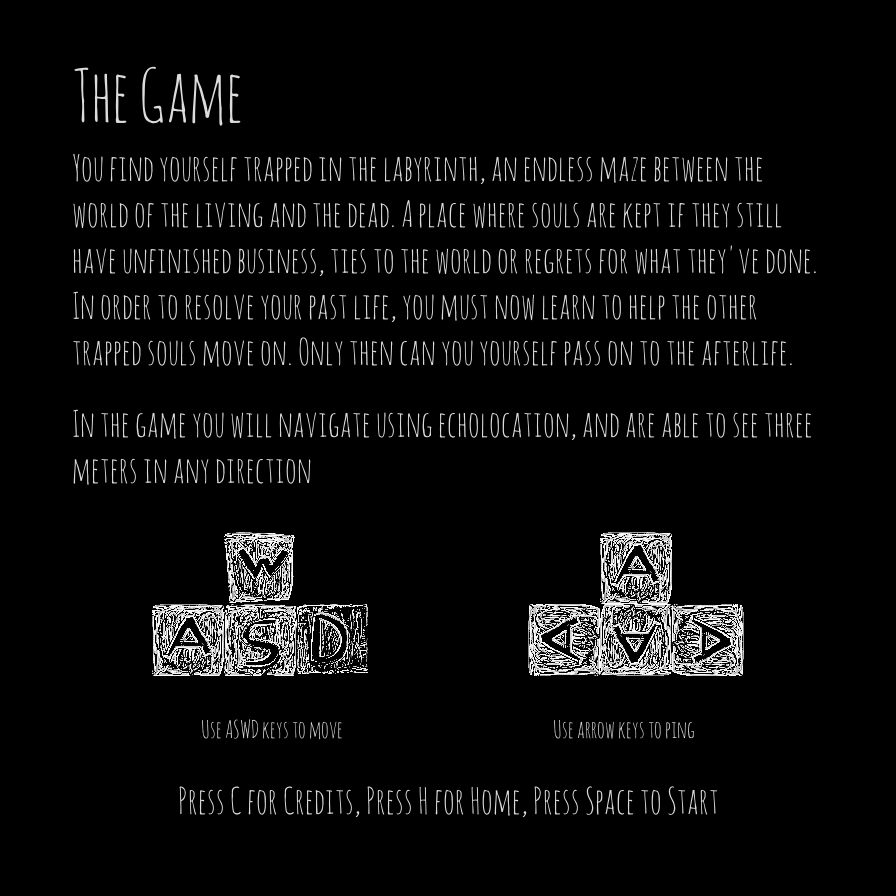 The Game
You find yourself trapped in the labyrinth, an endless maze between the
world of the living and the dead. A place where souls are kept if they still
have unfinished business, ties to the world or regrets for what they've done.
In order to resolve your past life, you must now learn to help the other
trapped souls move on. Only then can you yourself pass on to the afterlife.
In the game you will navigate using echolocation, and are able to see three
meters in any direction
W A
A S D A A A
Use ASWD keys to move Use arrow keys to ping
Press C for Credits, Press H for Home, Press Space to Start